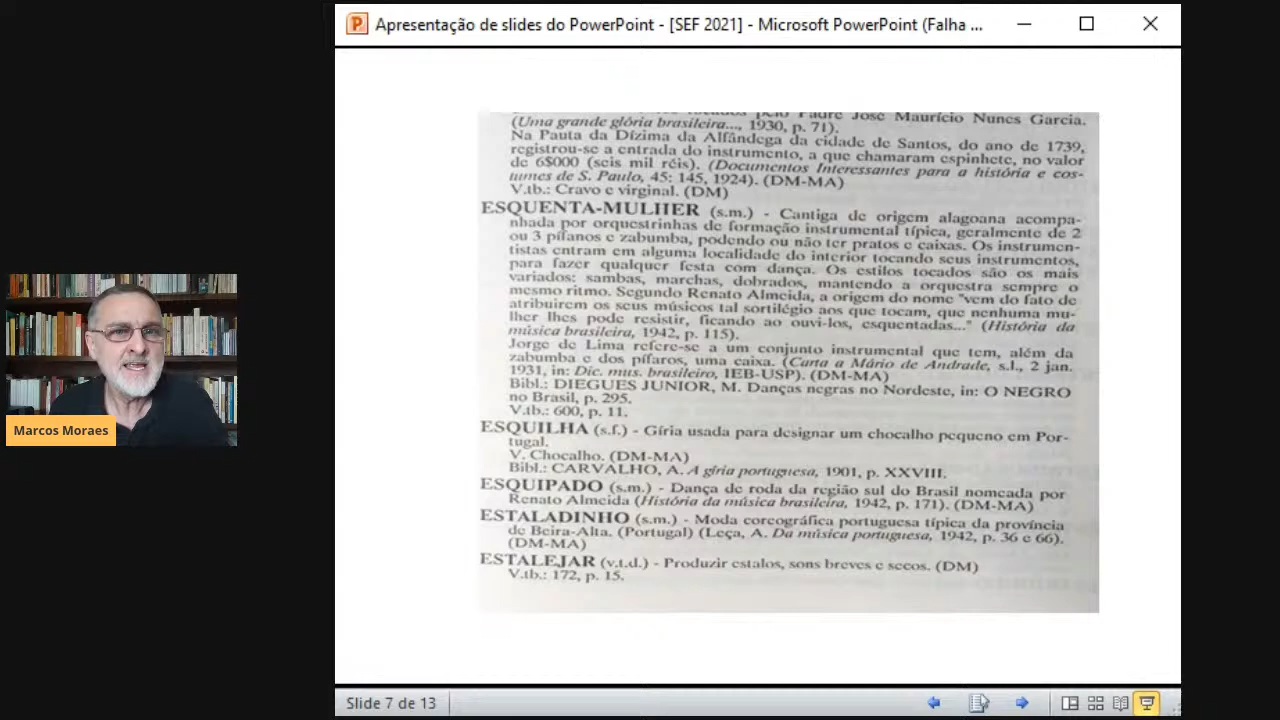 Apresentação de slides do PowerPoint - [SEF 2021] - Microsoft PowerPoint (Falha ...
pelo Padre José Maurício Nunes Garcia.
(Uma grande glória brasileira..., 1930, p. 71).
Na Pauta da Dízima da Alfândega da cidade de Santos, do ano de 1739,
registrou-se a entrada do instrumento, a que chamaram espinhete, no valor
de 6$000 (seis mil réis). (Documentos Interessantes para a história e cos-
tumes de S. Paulo, 45: 145, 1924). (DM-MA)
V.tb.: Cravo e virginal. (DM)
ESQUENTA-MULHER (s.m.) - Cantiga de origem alagoana acompa-
nhada por orquestrinhas de formação instrumental típica, geralmente de 2
ou 3 pífanos e zabumba, podendo ou não ter pratos e caixas. Os instrumen-
tistas entram em alguma localidade do interior tocando seus instrumentos,
para fazer qualquer festa com dança. Os estilos tocados são os mais
variados: sambas, marchas, dobrados, mantendo a orquestra sempre o
mesmo ritmo. Segundo Renato Almeida, a origem do nome "vem do fato de
atribuirem os seus músicos tal sortilégio aos que tocam, que nenhuma mu-
lher lhes pode resistir, ficando ao ouvi-los, esquentadas..." (História da
música brasileira, 1942, p. 115).
Jorge de Lima refere-se a um conjunto instrumental que tem, além da
zabumba e dos pífaros, uma caixa. (Carta a Mário de Andrade, s.l., 2 jan.
1931, in: Dic. mus. brasileiro, IEB-USP). (DM-MA)
Bibl.: DIEGUES JUNIOR, M. Danças negras no Nordeste, in: O NEGRO
no Brasil, p. 295.
V.tb.: 600, p. 11.
ESQUILHA (s.f.) - Gíria usada para designar um chocalho pequeno em Por-
tugal.
V. Chocalho. (DM-MA)
Bibl.: CARVALHO, A. A gíria portuguesa, 1901, p. XXVIII.
ESQUIPADO (s.m.) - Dança de roda da região sul do Brasil nomeada por
Renato Almeida (História da música brasileira, 1942, p. 171). (DM-MA)
ESTALADINHO (s.m.) - Moda coreográfica portuguesa típica da província
de Beira-Alta. (Portugal) (Leça, A. Da música portuguesa, 1942, p. 36 e 66).
(DM-MA)
ESTALEJAR (v.t.d.) - Produzir estalos, sons breves e secos. (DM)
V.tb.: 172, p. 15.
Marcos Moraes
Slide 7 de 13